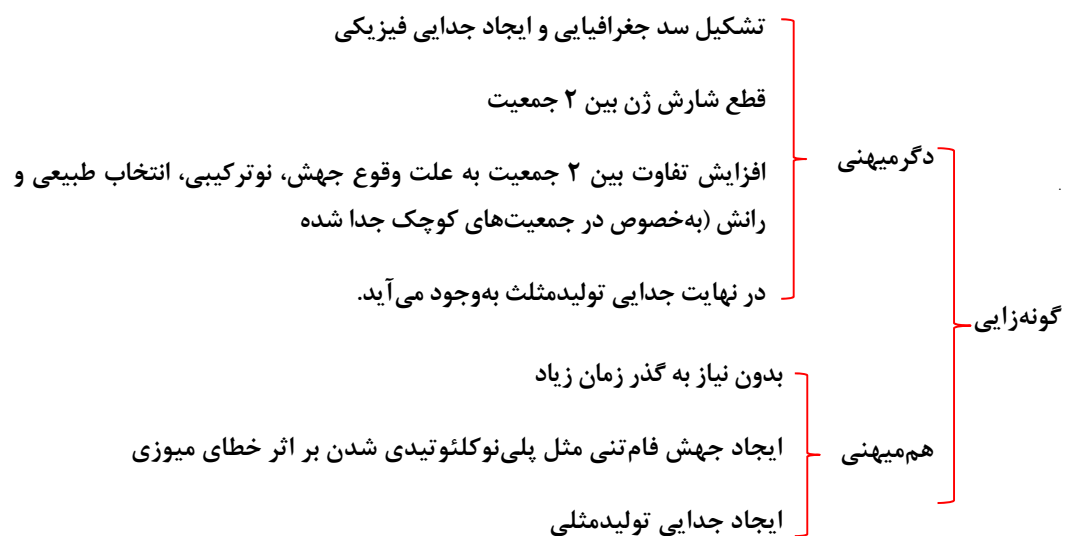 تشکیل سد جغرافیایی و ایجاد جدایی فیزیکی
قطع شارش ژن بین ۲ جمعیت
دگرمیهنی
افزایش تفاوت بین ۲ جمعیت به علت وقوع جهش، نوترکیبی، انتخاب طبیعی و
رانش (به‌خصوص در جمعیت‌های کوچک جدا شده
در نهایت جدایی تولیدمثلث به‌وجود می‌آید.
گونه‌زایی
بدون نیاز به گذر زمان زیاد
هم‌میهنی
ایجاد جهش فام‌تنی مثل پلی‌نوکلئوتیدی شدن بر اثر خطای میوزی
ایجاد جدایی تولیدمثلی